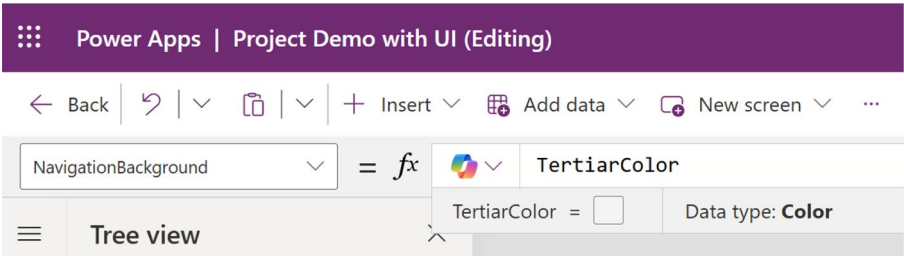 Power Apps | Project Demo with UI (Editing)
Back Insert Add data New screen ...
NavigationBackground = fx TertiarColor
TertiarColor = Data type: Color
Tree view